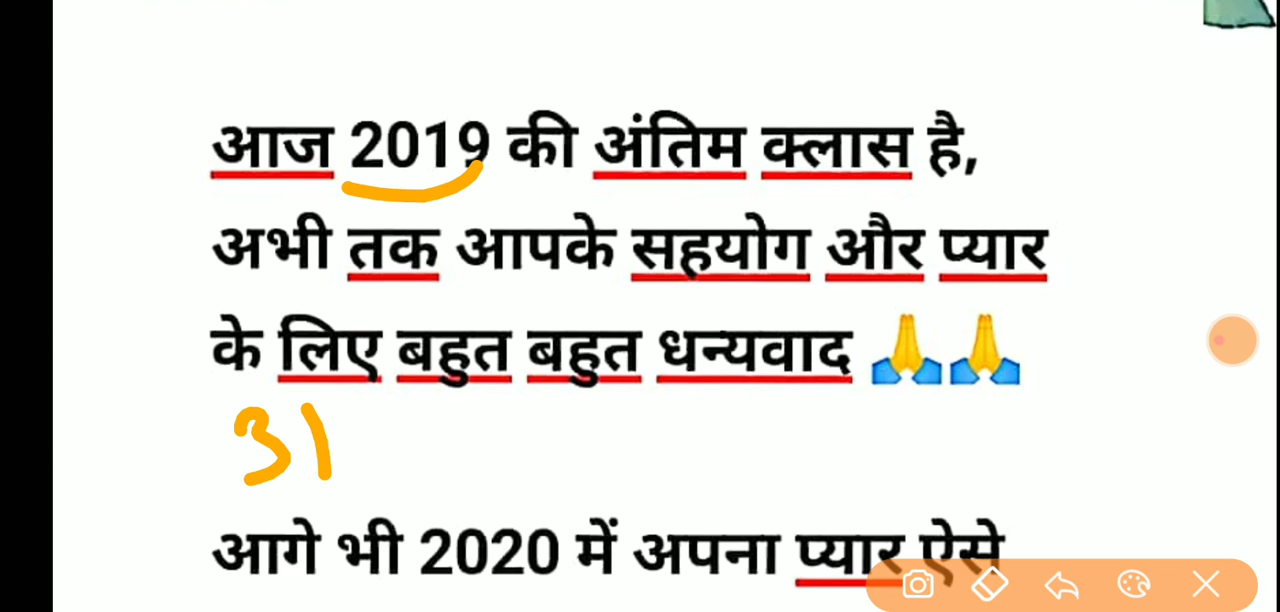 आज 2019 की अंतिम क्लास है,
अभी तक आपके सहयोग और प्यार
के लिए बहुत बहुत धन्यवाद 🙏🙏
31
आगे भी 2020 में अपना प्यार ऐसे